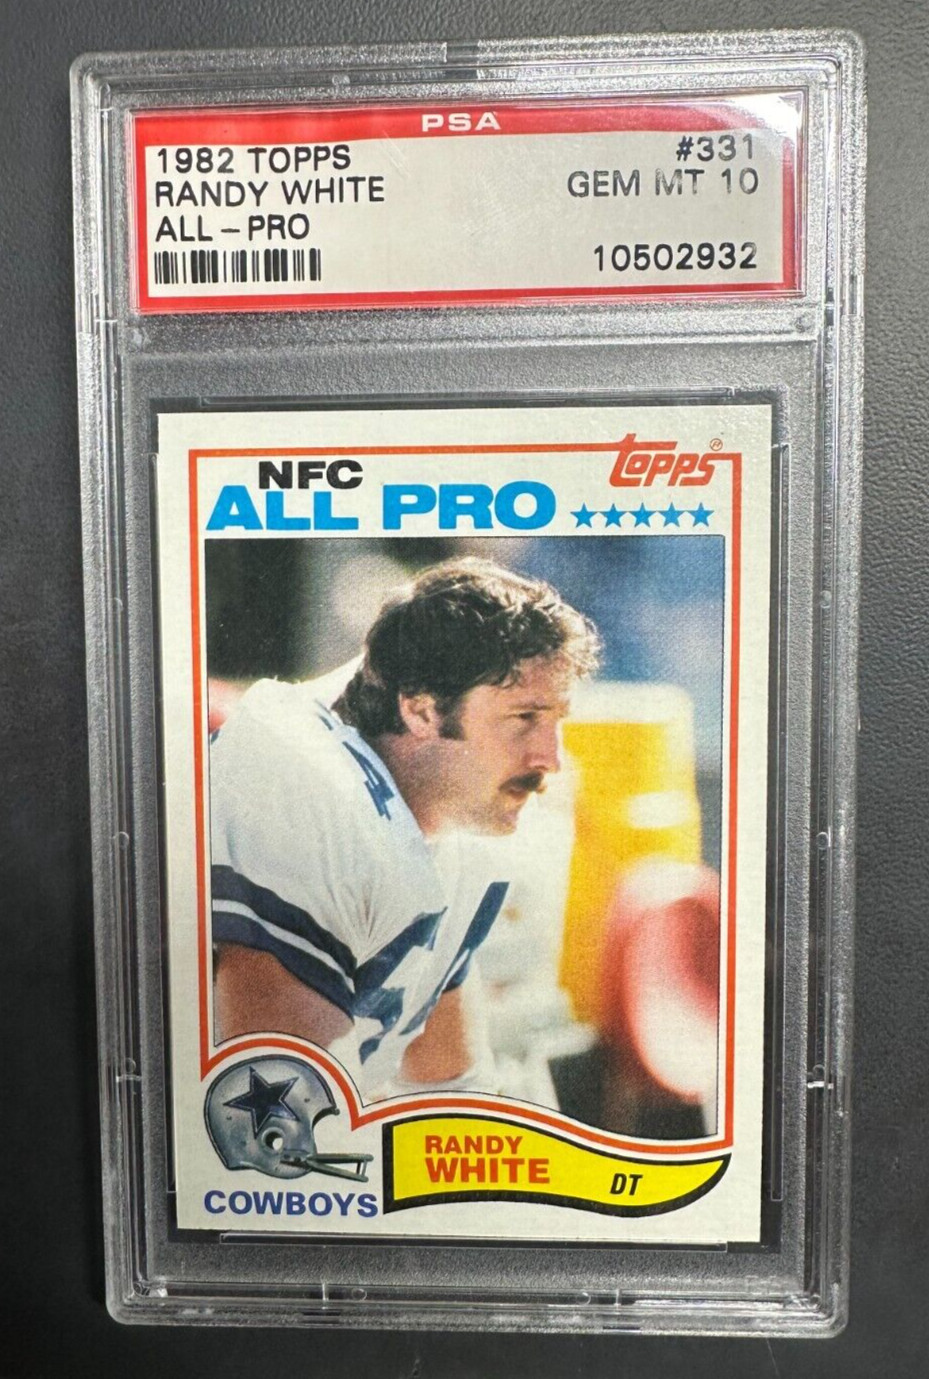 PSA
1982 TOPPS #331
RANDY WHITE GEM MT 10
ALL-PRO
10502932
TOPPS
NFC
ALL PRO
RANDY
WHITE
DT
COWBOYS